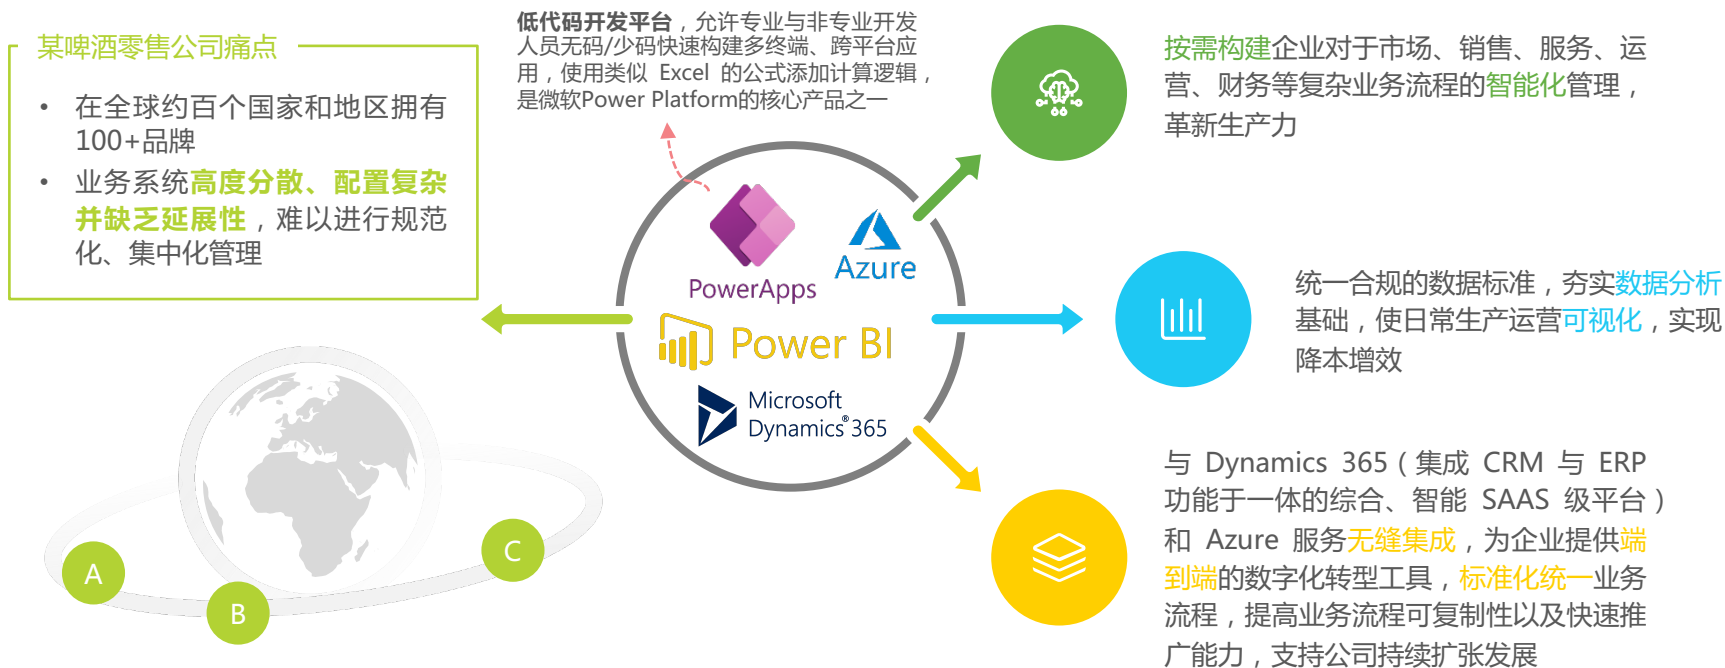 某啤酒零售公司痛点
• 在全球约百个国家和地区拥有
100+品牌
• 业务系统高度分散、配置复杂
并缺乏延展性，难以进行规范
化、集中化管理
低代码开发平台，允许专业与非专业开发
人员无码/少码快速构建多终端、跨平台应
用，使用类似 Excel 的公式添加计算逻辑，
是微软Power Platform的核心产品之一
PowerApps
Azure
Power BI
Microsoft
Dynamics® 365
按需构建企业对于市场、销售、服务、运
营、财务等复杂业务流程的智能化管理，
革新生产力
统一合规的数据标准，夯实数据分析
基础，使日常生产运营可视化，实现
降本增效
与 Dynamics 365（集成 CRM 与 ERP
功能于一体的综合、智能 SAAS 级平台）
和 Azure 服务无缝集成，为企业提供端
到端的数字化转型工具，标准化统一业务
流程，提高业务流程可复制性以及快速推
广能力，支持公司持续扩张发展
A
B
C